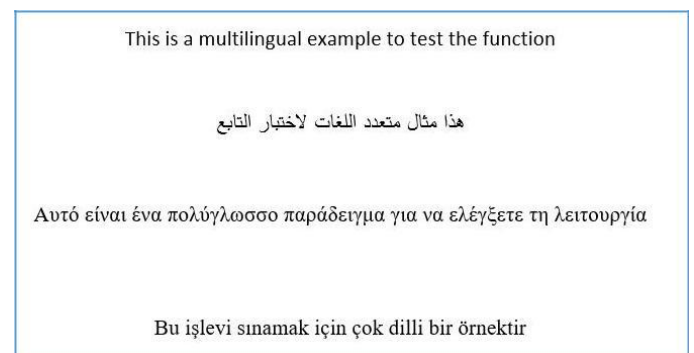 This is a multilingual example to test the function
هذا مثال متعدد اللغات لاختبار التابع
Αυτό είναι ένα πολύγλωσσο παράδειγμα για να ελέγξετε τη λειτουργία
Bu işlevi sınamak için çok dilli bir örnektir